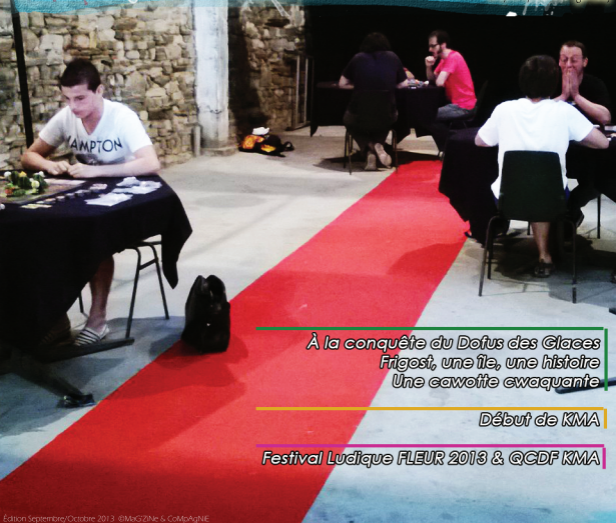 HAMPTON
À la conquête du Dofus des Glaces
Frigost, une île, une histoire
Une cawotte cwaquante
Début de KMA
Festival Ludique FLEUR 2013 & QCDF KMA
Édition Septembre/Octobre 2013 ©MaG'ZiNe & CoMpAgNiE